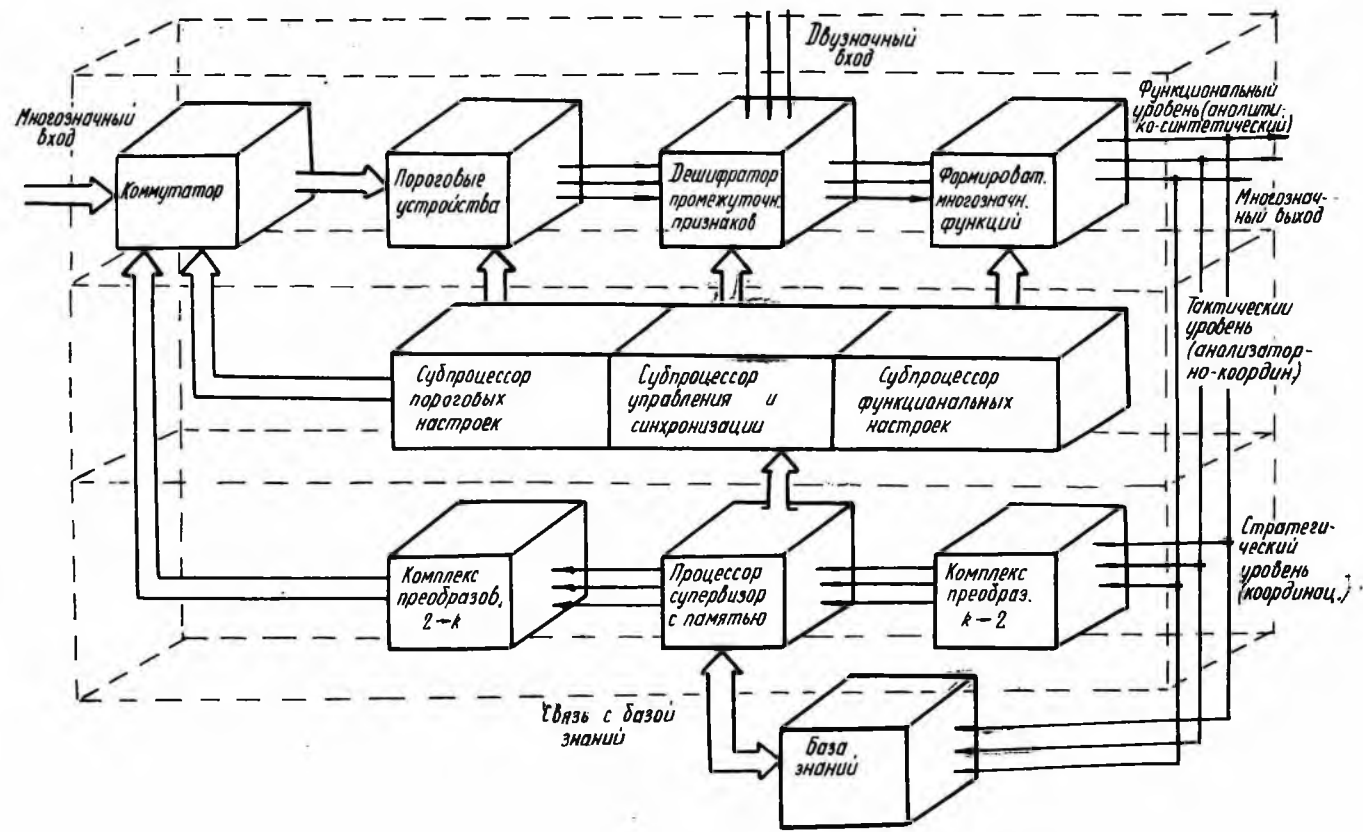 Двузначный
вход
Многозначный
вход
Функциональный
уровень (аналити-
ко-синтетический)
Коммутатор
Пороговые
устройства
Дешифратор
промежуточн.
признаков
Формироват.
многозначн.
функций
Многознач-
ный выход
Тактический
уровень
(анализатор-
но-координ)
Субпроцессор
пороговых
настроек
Субпроцессор
управления и
синхронизации
Субпроцессор
функциональных
настроек
Стратеги-
ческий
уровень
(координац.)
Комплекс
преобразов.
2-k
Процессор
супервизор
с памятью
Комплекс
преобраз.
k-2
Связь с базой
знаний
База
знаний